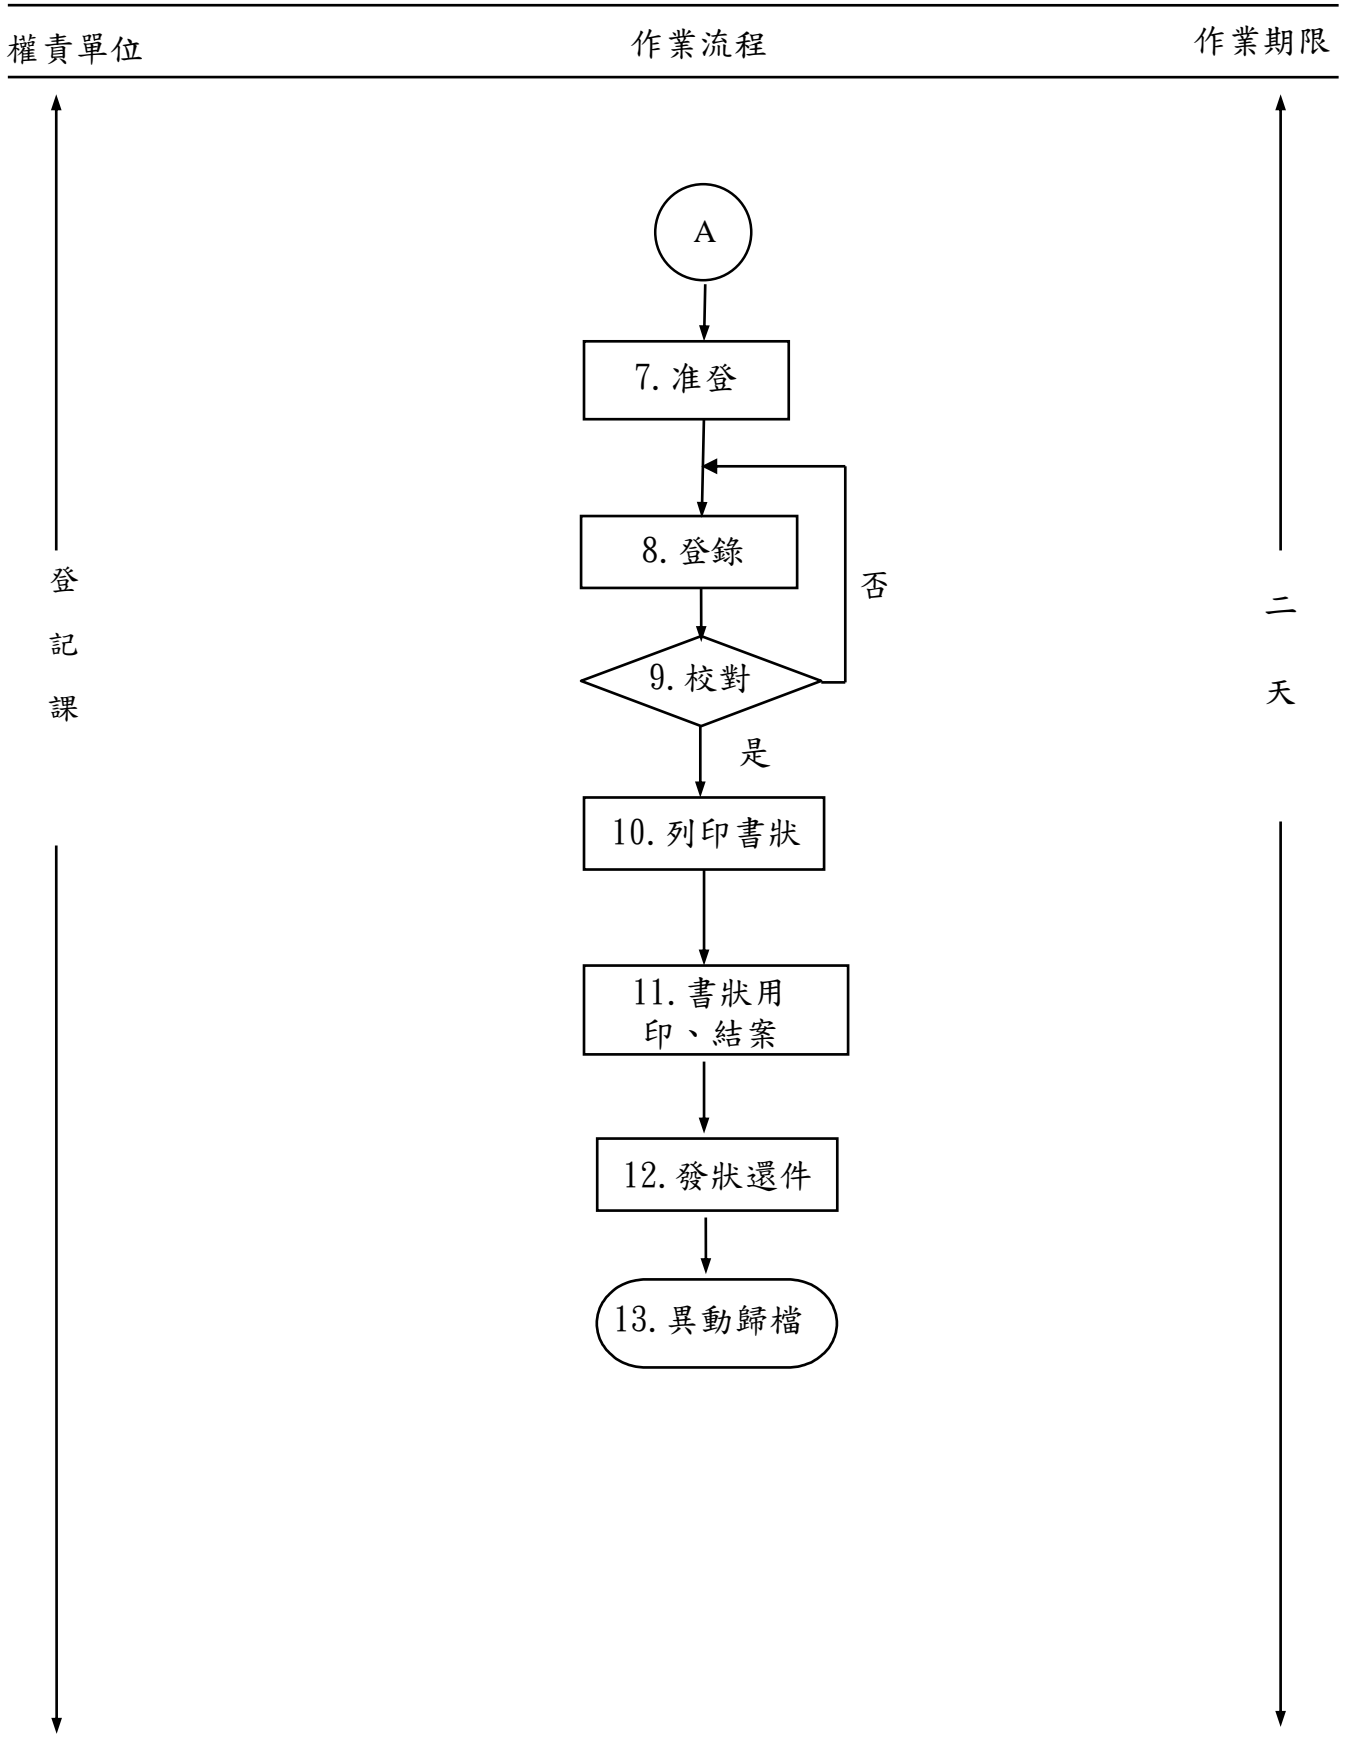 權責單位
作業流程
作業期限
A
7.准登
8.登錄
否
9.校對
是
10.列印書狀
11.書狀用
印、結案
12.發狀還件
13.異動歸檔
登
記
課
二
天